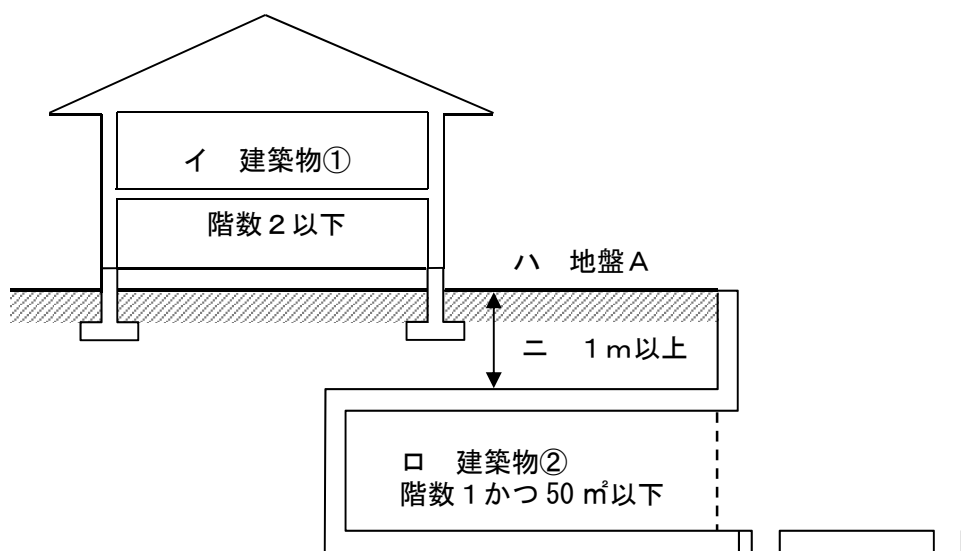 イ　建築物①
階数２以下
ハ　地盤Ａ
ニ　１ｍ以上
ロ　建築物②
階数１かつ 50 ㎡以下